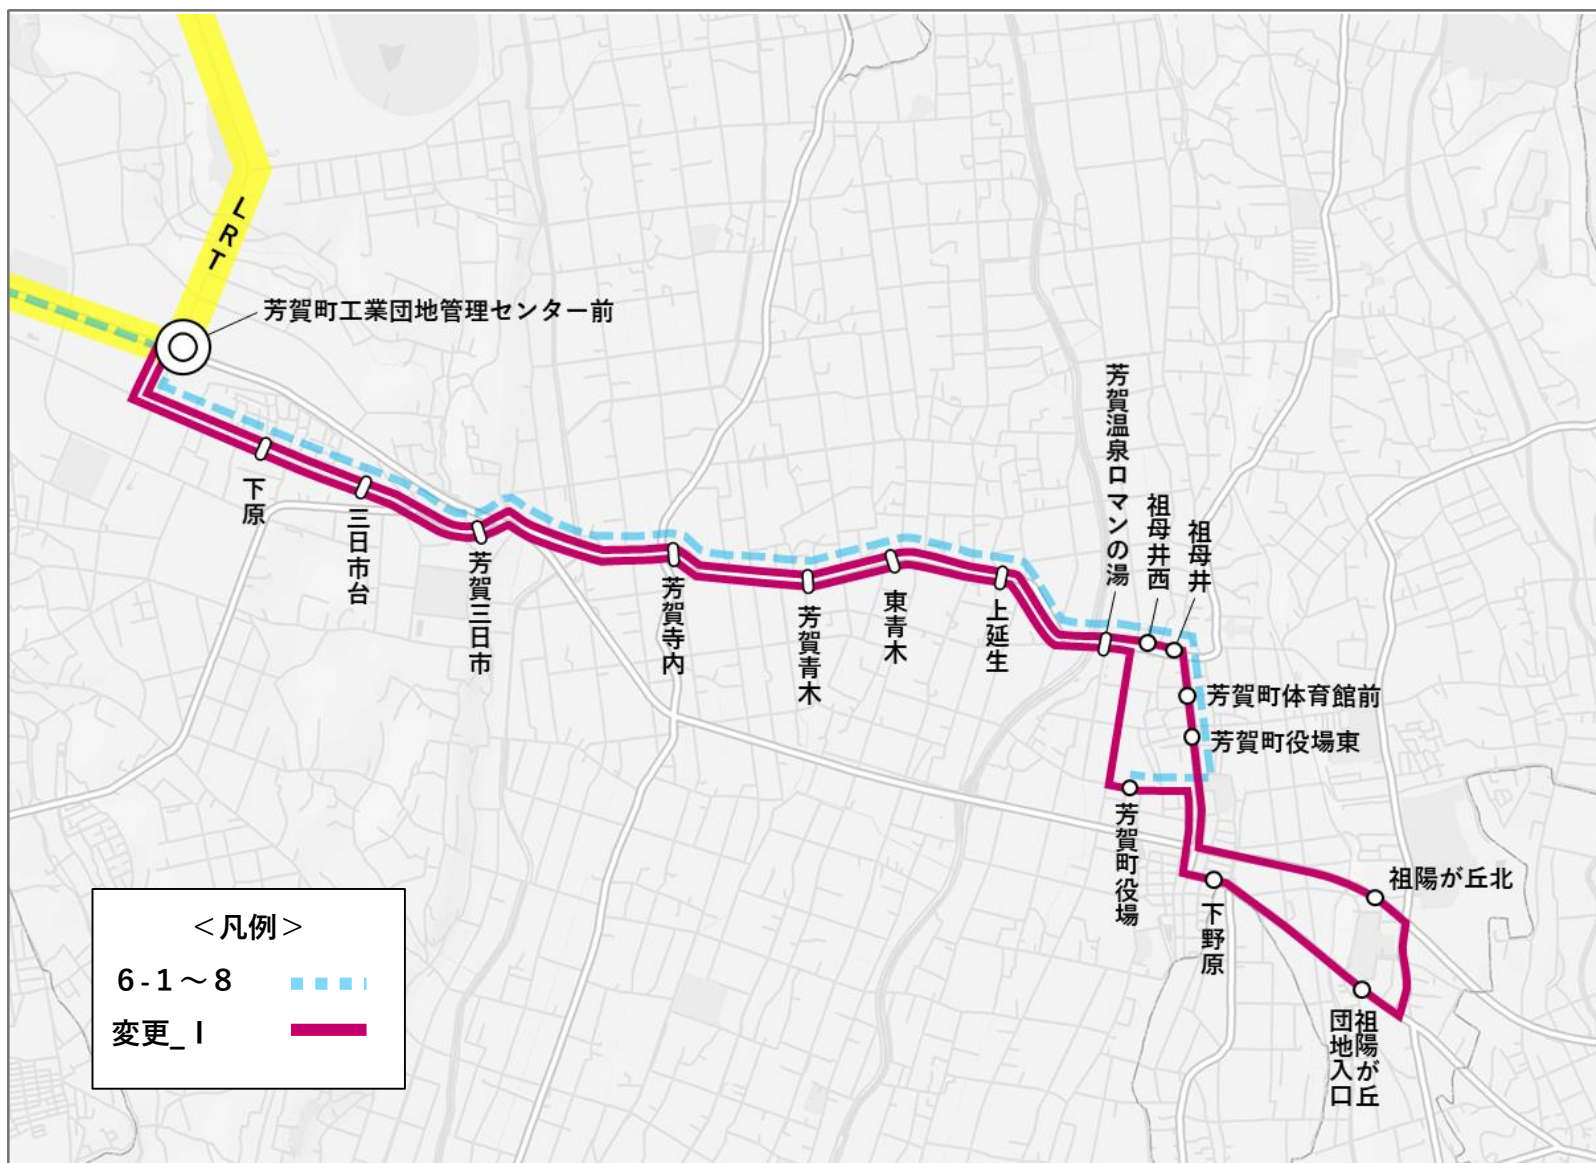 LRT
芳賀町工業団地管理センター前
下原
三日市台
芳賀三日市
芳賀寺内
芳賀青木
東青木
上延生
芳賀温泉ロマンの湯
祖母井西
祖母井
芳賀町体育館前
芳賀町役場東
芳賀町役場
下野原
祖陽が丘北
祖陽が丘
団地入口
＜凡例＞
6-1～8
変更_I